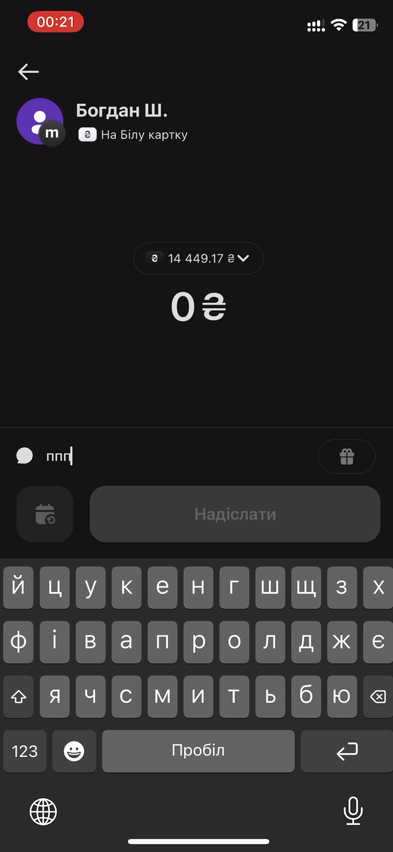 00:21
21
Богдан Ш.
m
₴ На Білу картку
₴ 14 449.17 ₴
0 ₴
ппп
Надіслати
й ц у к е н г ш щ з х
ф і в а п р о л д ж є
я ч с м и т ь б ю
123 Пробіл